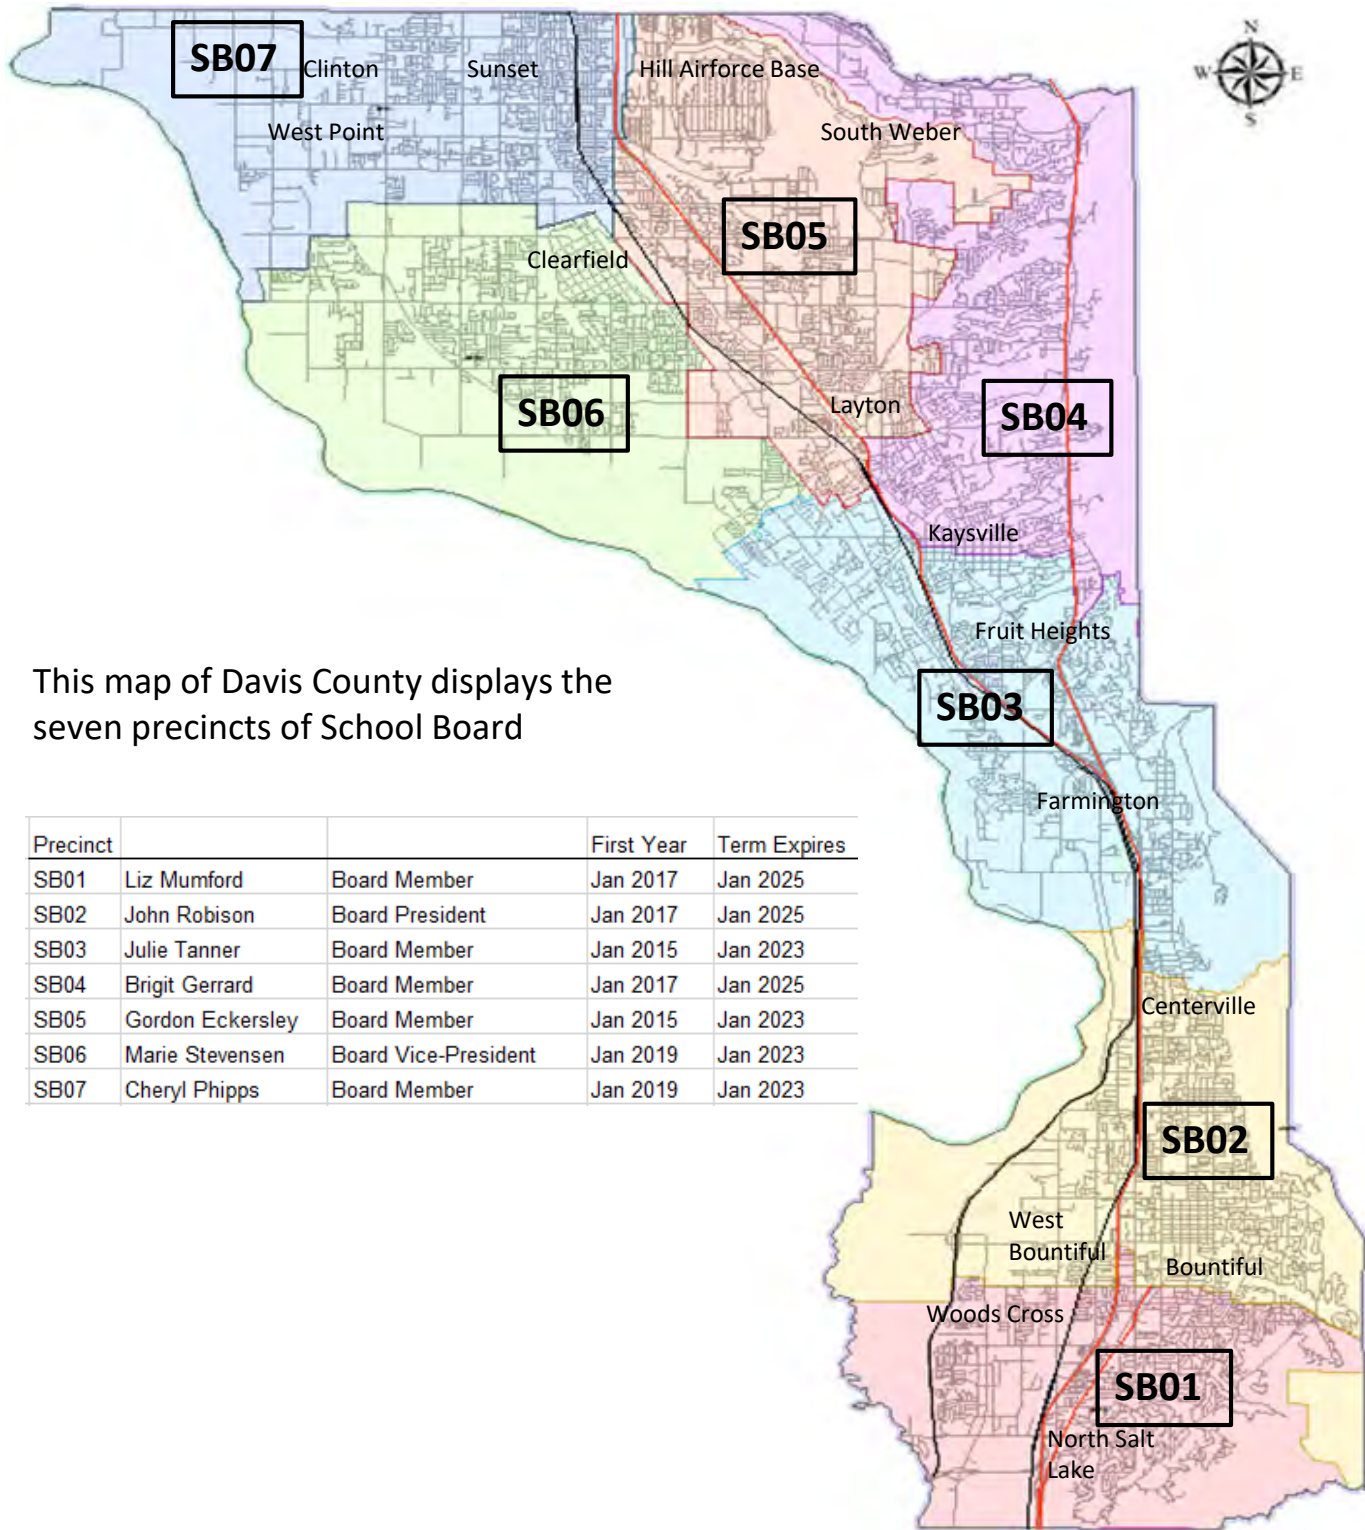 N
W E
S
SB07
Clinton
Sunset
Hill Airforce Base
West Point
South Weber
SB05
Clearfield
SB06
Layton
SB04
Kaysville
Fruit Heights
SB03
This map of Davis County displays the
seven precincts of School Board
Farmington
Precinct First Year Term Expires
SB01 Liz Mumford Board Member Jan 2017 Jan 2025
SB02 John Robison Board President Jan 2017 Jan 2025
SB03 Julie Tanner Board Member Jan 2015 Jan 2023
SB04 Brigit Gerrard Board Member Jan 2017 Jan 2025
SB05 Gordon Eckersley Board Member Jan 2015 Jan 2023
SB06 Marie Stevensen Board Vice-President Jan 2019 Jan 2023
SB07 Cheryl Phipps Board Member Jan 2019 Jan 2023
Centerville
SB02
West
Bountiful
Bountiful
Woods Cross
SB01
North Salt
Lake